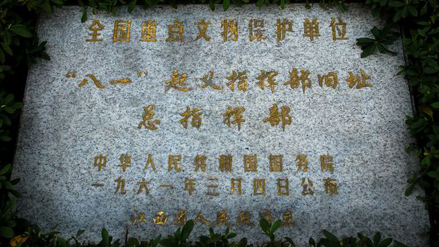 全国重点文物保护单位
“八一”起义指挥部旧址
总指挥部
中华人民共和国国务院
一九六一年三月四日公布
江西省人民政府立